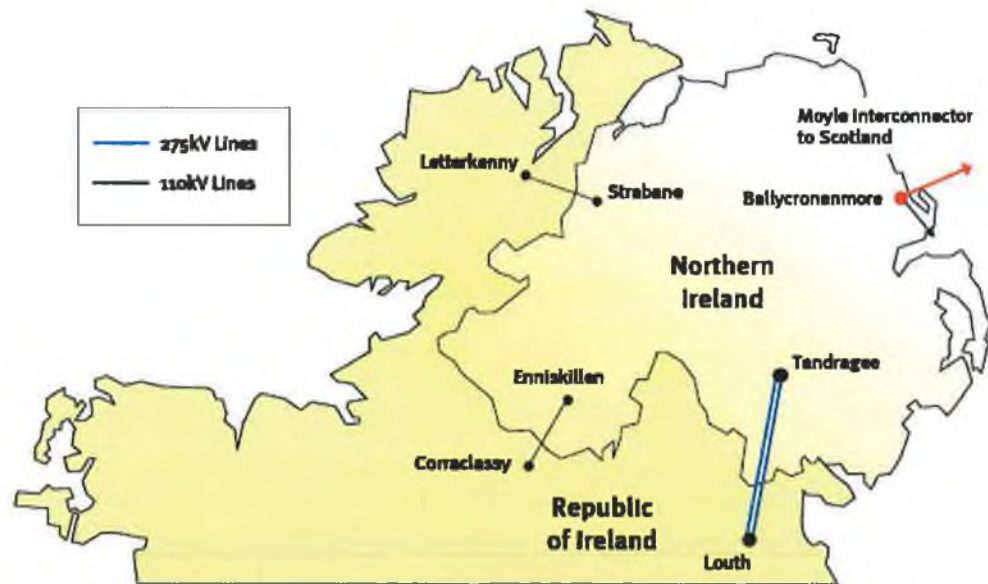 275kV Lines
110kV Lines
Letterkenny
Strabane
Moyle Interconnector
to Scotland
Ballycronanmore
Northern
Ireland
Tandragee
Enniskillen
Corraclassy
Republic
of Ireland
Louth